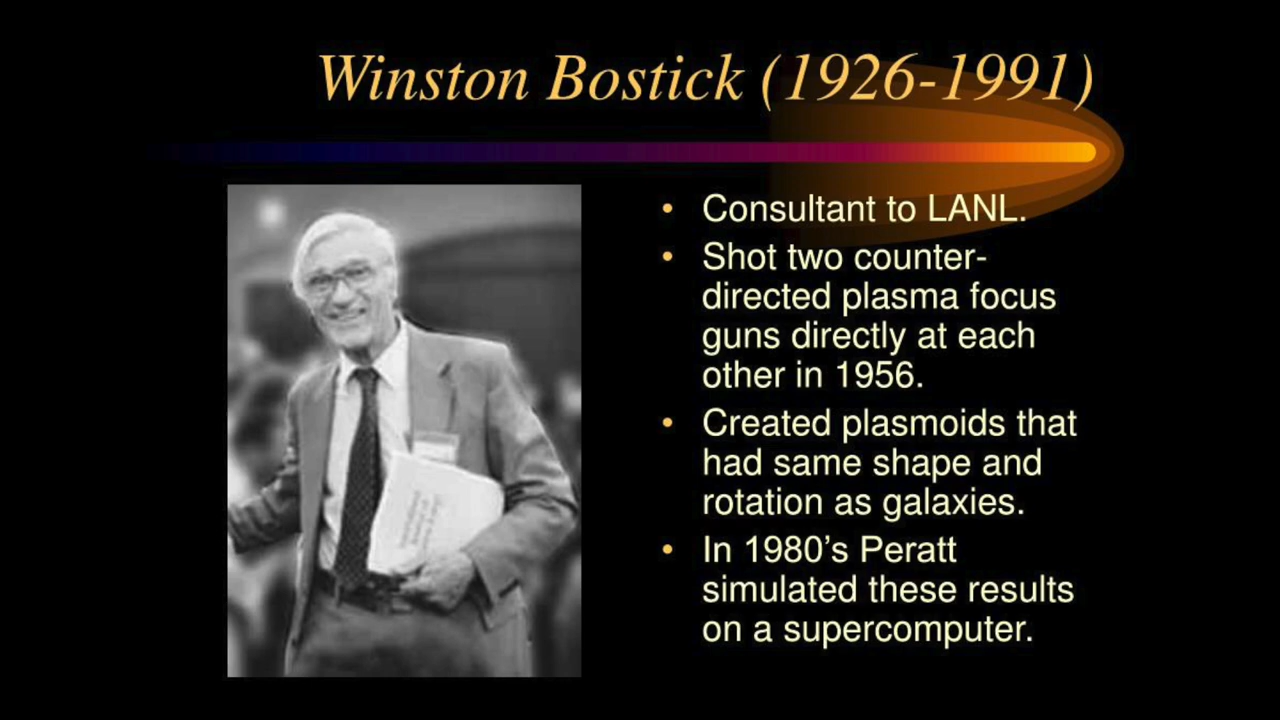 Winston Bostick (1926-1991)
• Consultant to LANL.
• Shot two counter-
directed plasma focus
guns directly at each
other in 1956.
• Created plasmoids that
had same shape and
rotation as galaxies.
• In 1980’s Peratt
simulated these results
on a supercomputer.